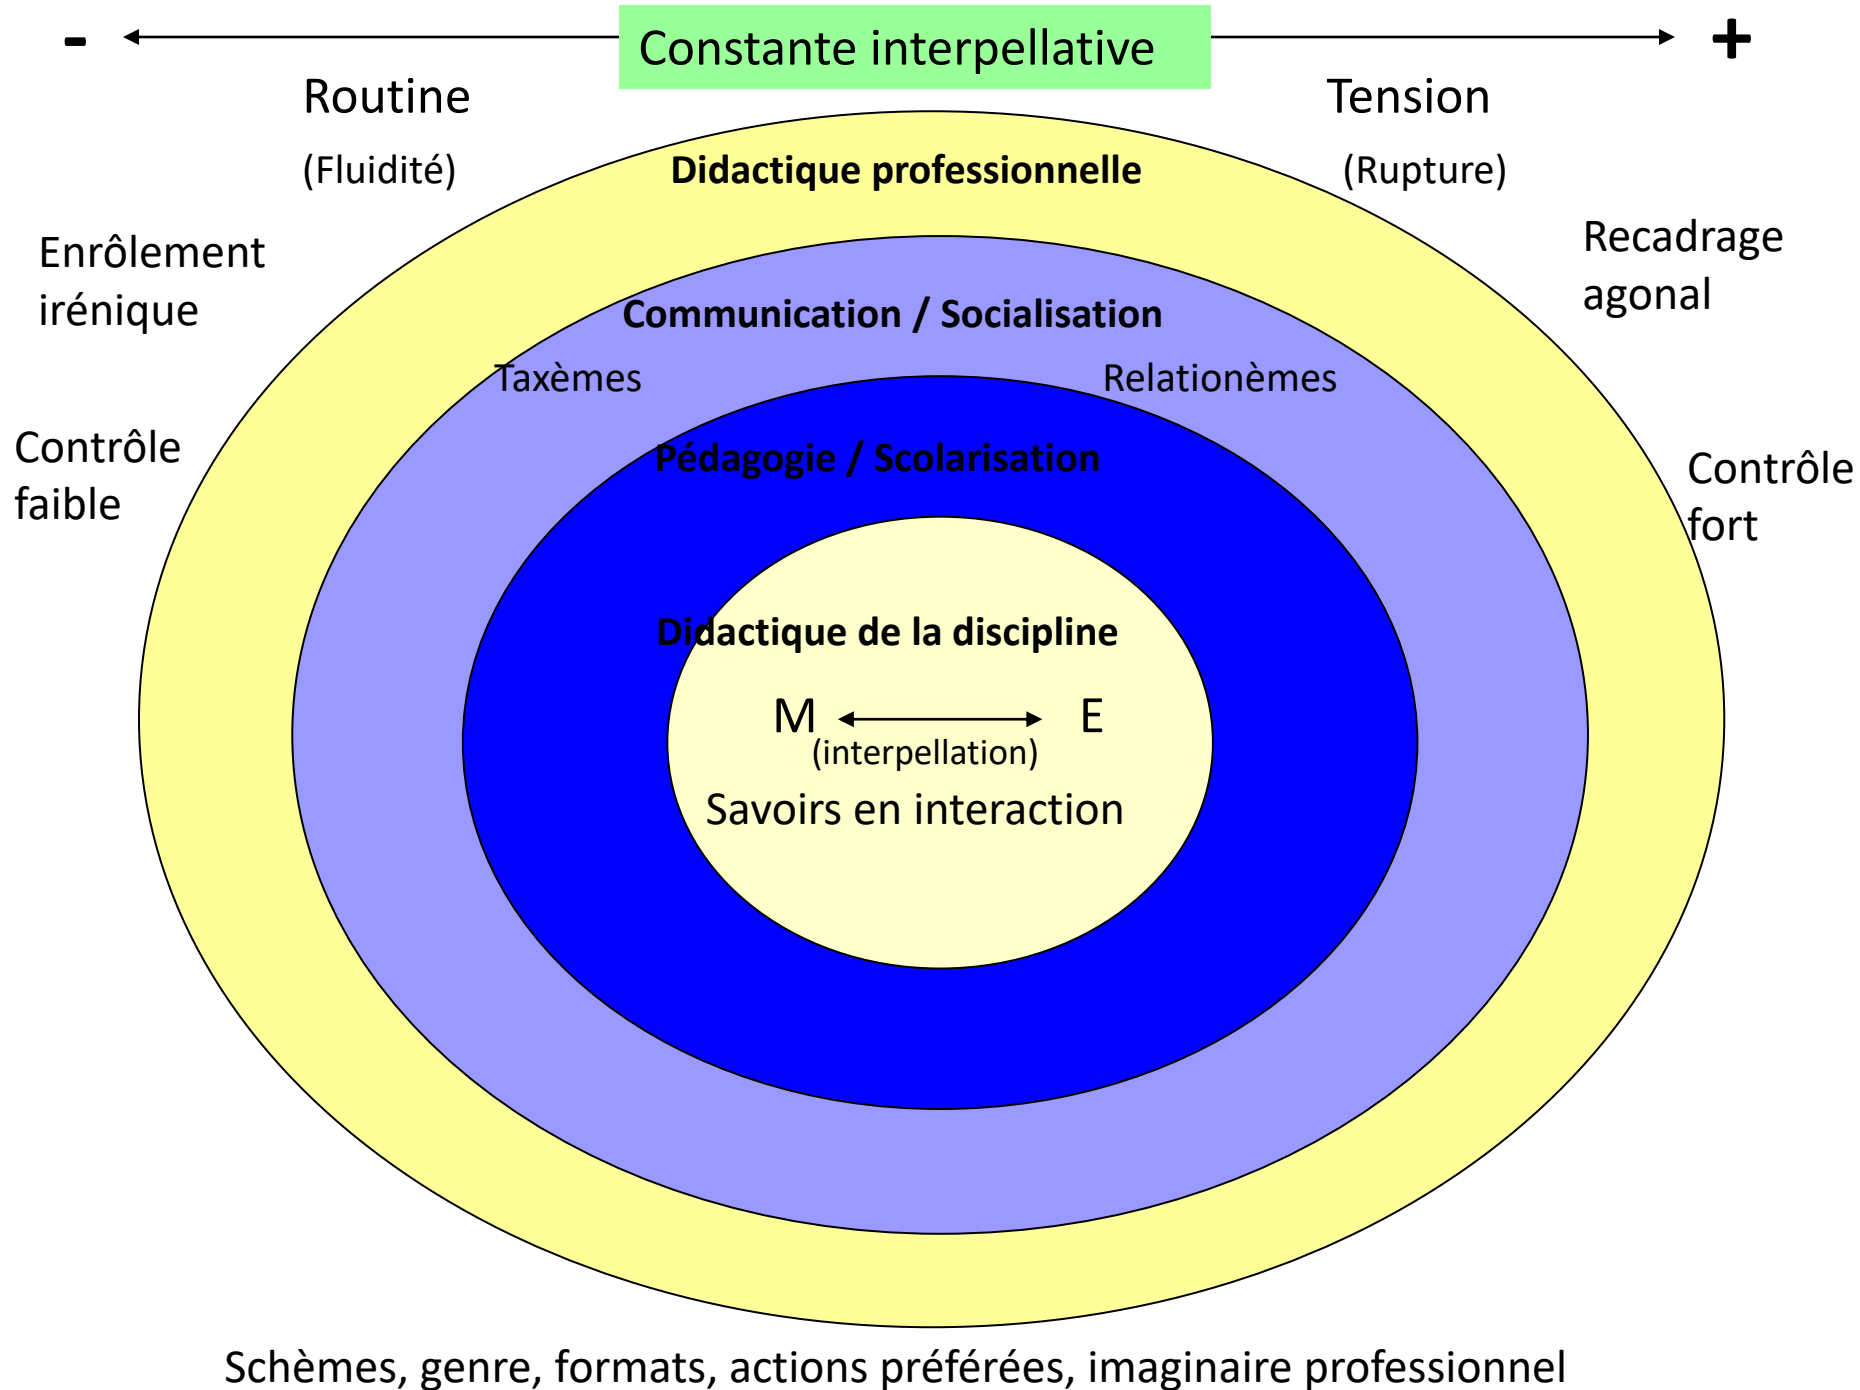 - Constante interpellative +
Routine Tension
(Fluidité) Didactique professionnelle (Rupture)
Enrôlement
irénique
Recadrage
agonal
Communication / Socialisation
Taxèmes Relationèmes
Contrôle
faible
Pédagogie / Scolarisation
Contrôle
fort
Didactique de la discipline
M E
(interpellation)
Savoirs en interaction
Schèmes, genre, formats, actions préférées, imaginaire professionnel